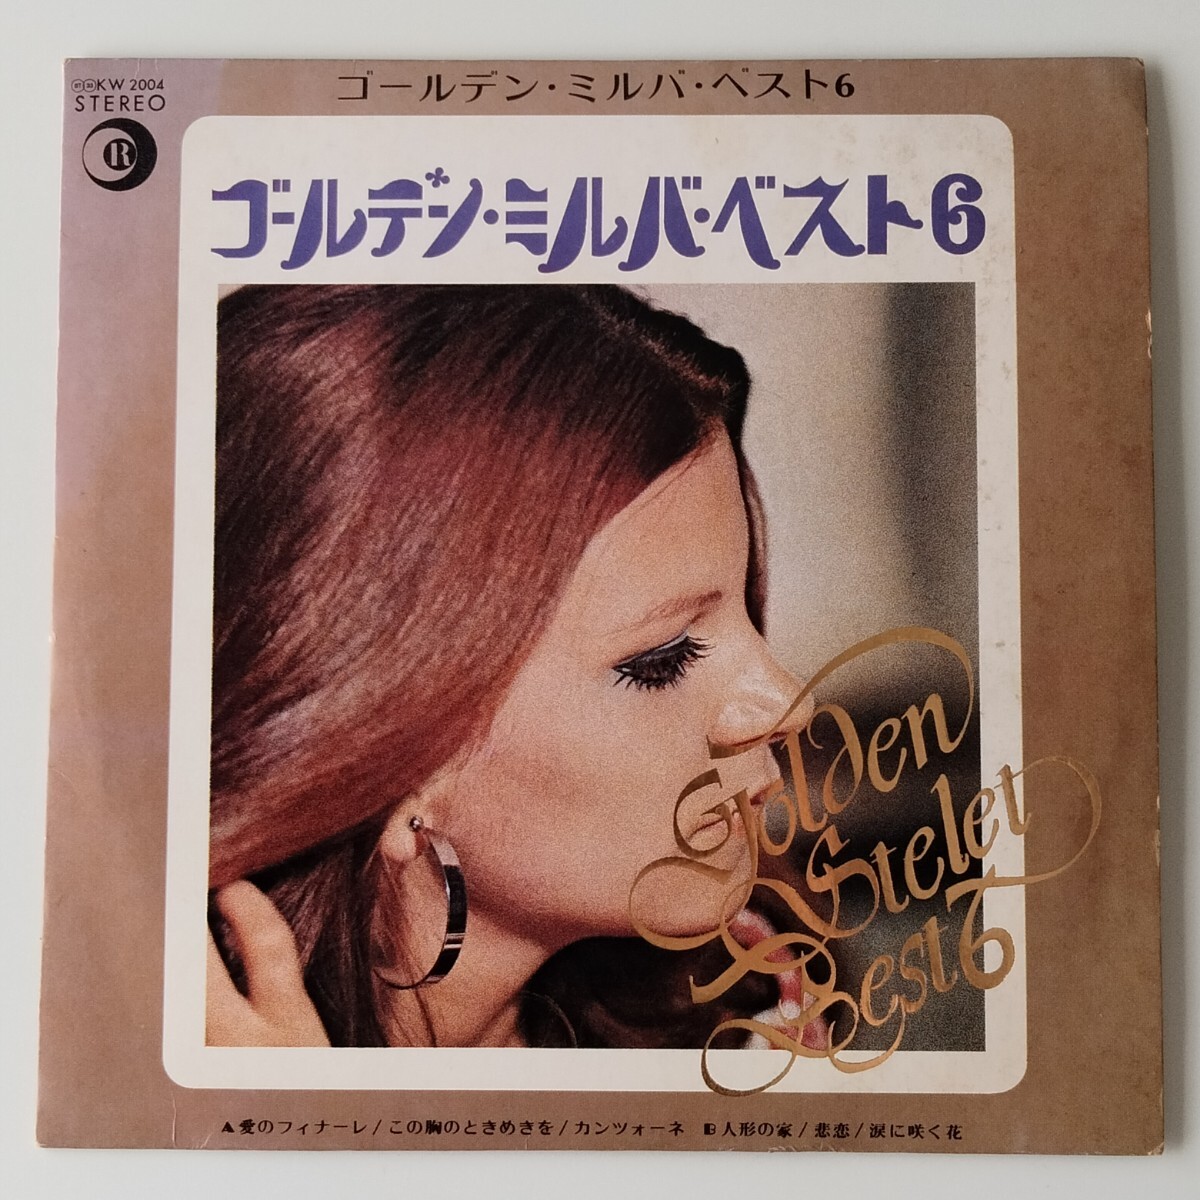 KW 2004
STEREO
R
ゴールデン・ミルバ・ベスト6
ゴールデン・ミルバ・ベスト6
Golden
Stelet
Best 6
A 愛のフィナーレ/この胸のときめきを/カンツォーネ B 人形の家/悲恋/涙に咲く花